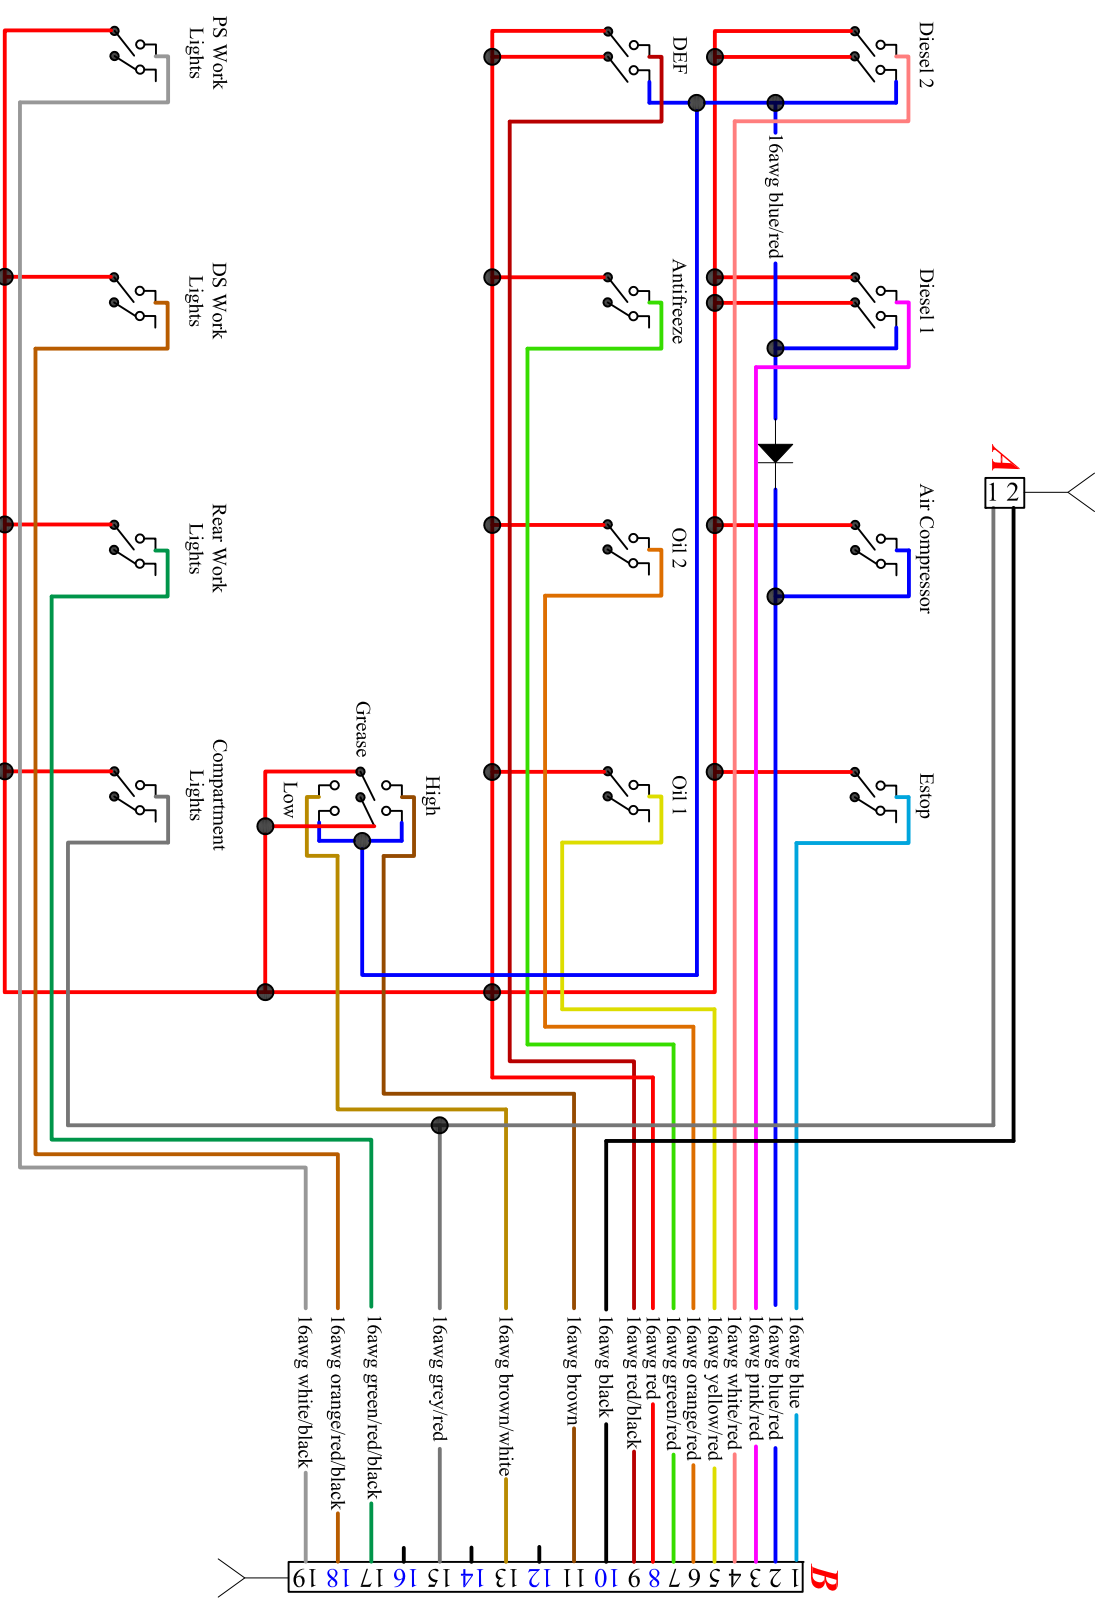 PS Work
Lights
DS Work
Lights
Rear Work
Lights
Compartment
Lights
Grease
High
Low
DEF
Antifreeze
Oil 2
Oil 1
Diesel 2
Diesel 1
Air Compressor
Estop
16awg blue/red
A
1 2
16awg blue
16awg blue/red
16awg pink/red
16awg white/red
16awg yellow/red
16awg orange/red
16awg green/red
16awg red
16awg red/black
16awg black
16awg brown
16awg brown/white
16awg grey/red
16awg green/red/black
16awg orange/red/black
16awg white/black
B
1 2 3 4 5 6 7 8 9 10 11 12 13 14 15 16 17 18 19